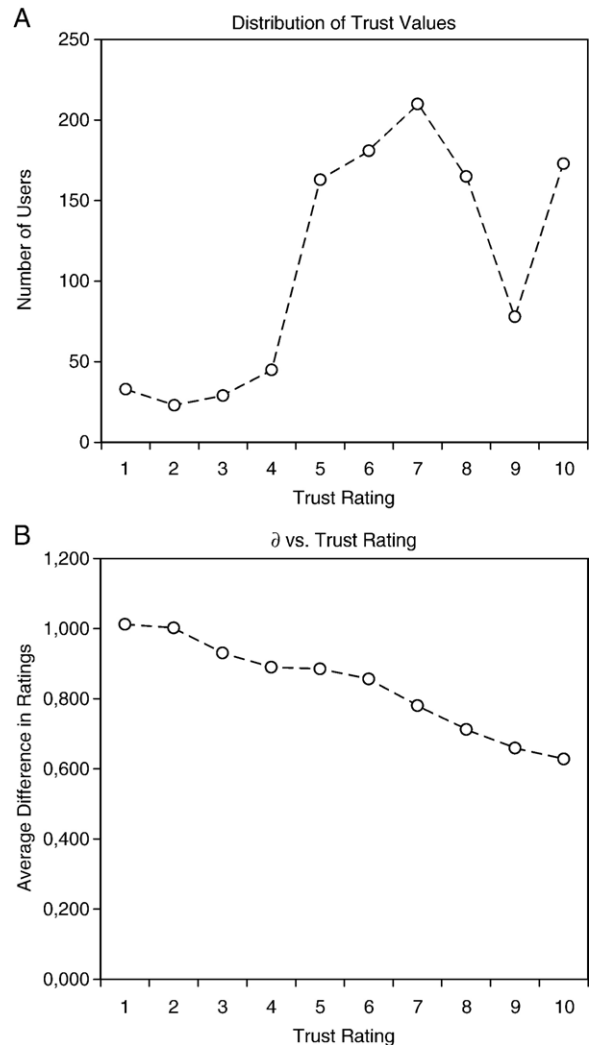 A
Distribution of Trust Values
250
200
150
100
50
0
Number of Users
1 2 3 4 5 6 7 8 9 10
Trust Rating
B
∂ vs. Trust Rating
1,200
1,000
0,800
0,600
0,400
0,200
0,000
Average Difference in Ratings
1 2 3 4 5 6 7 8 9 10
Trust Rating